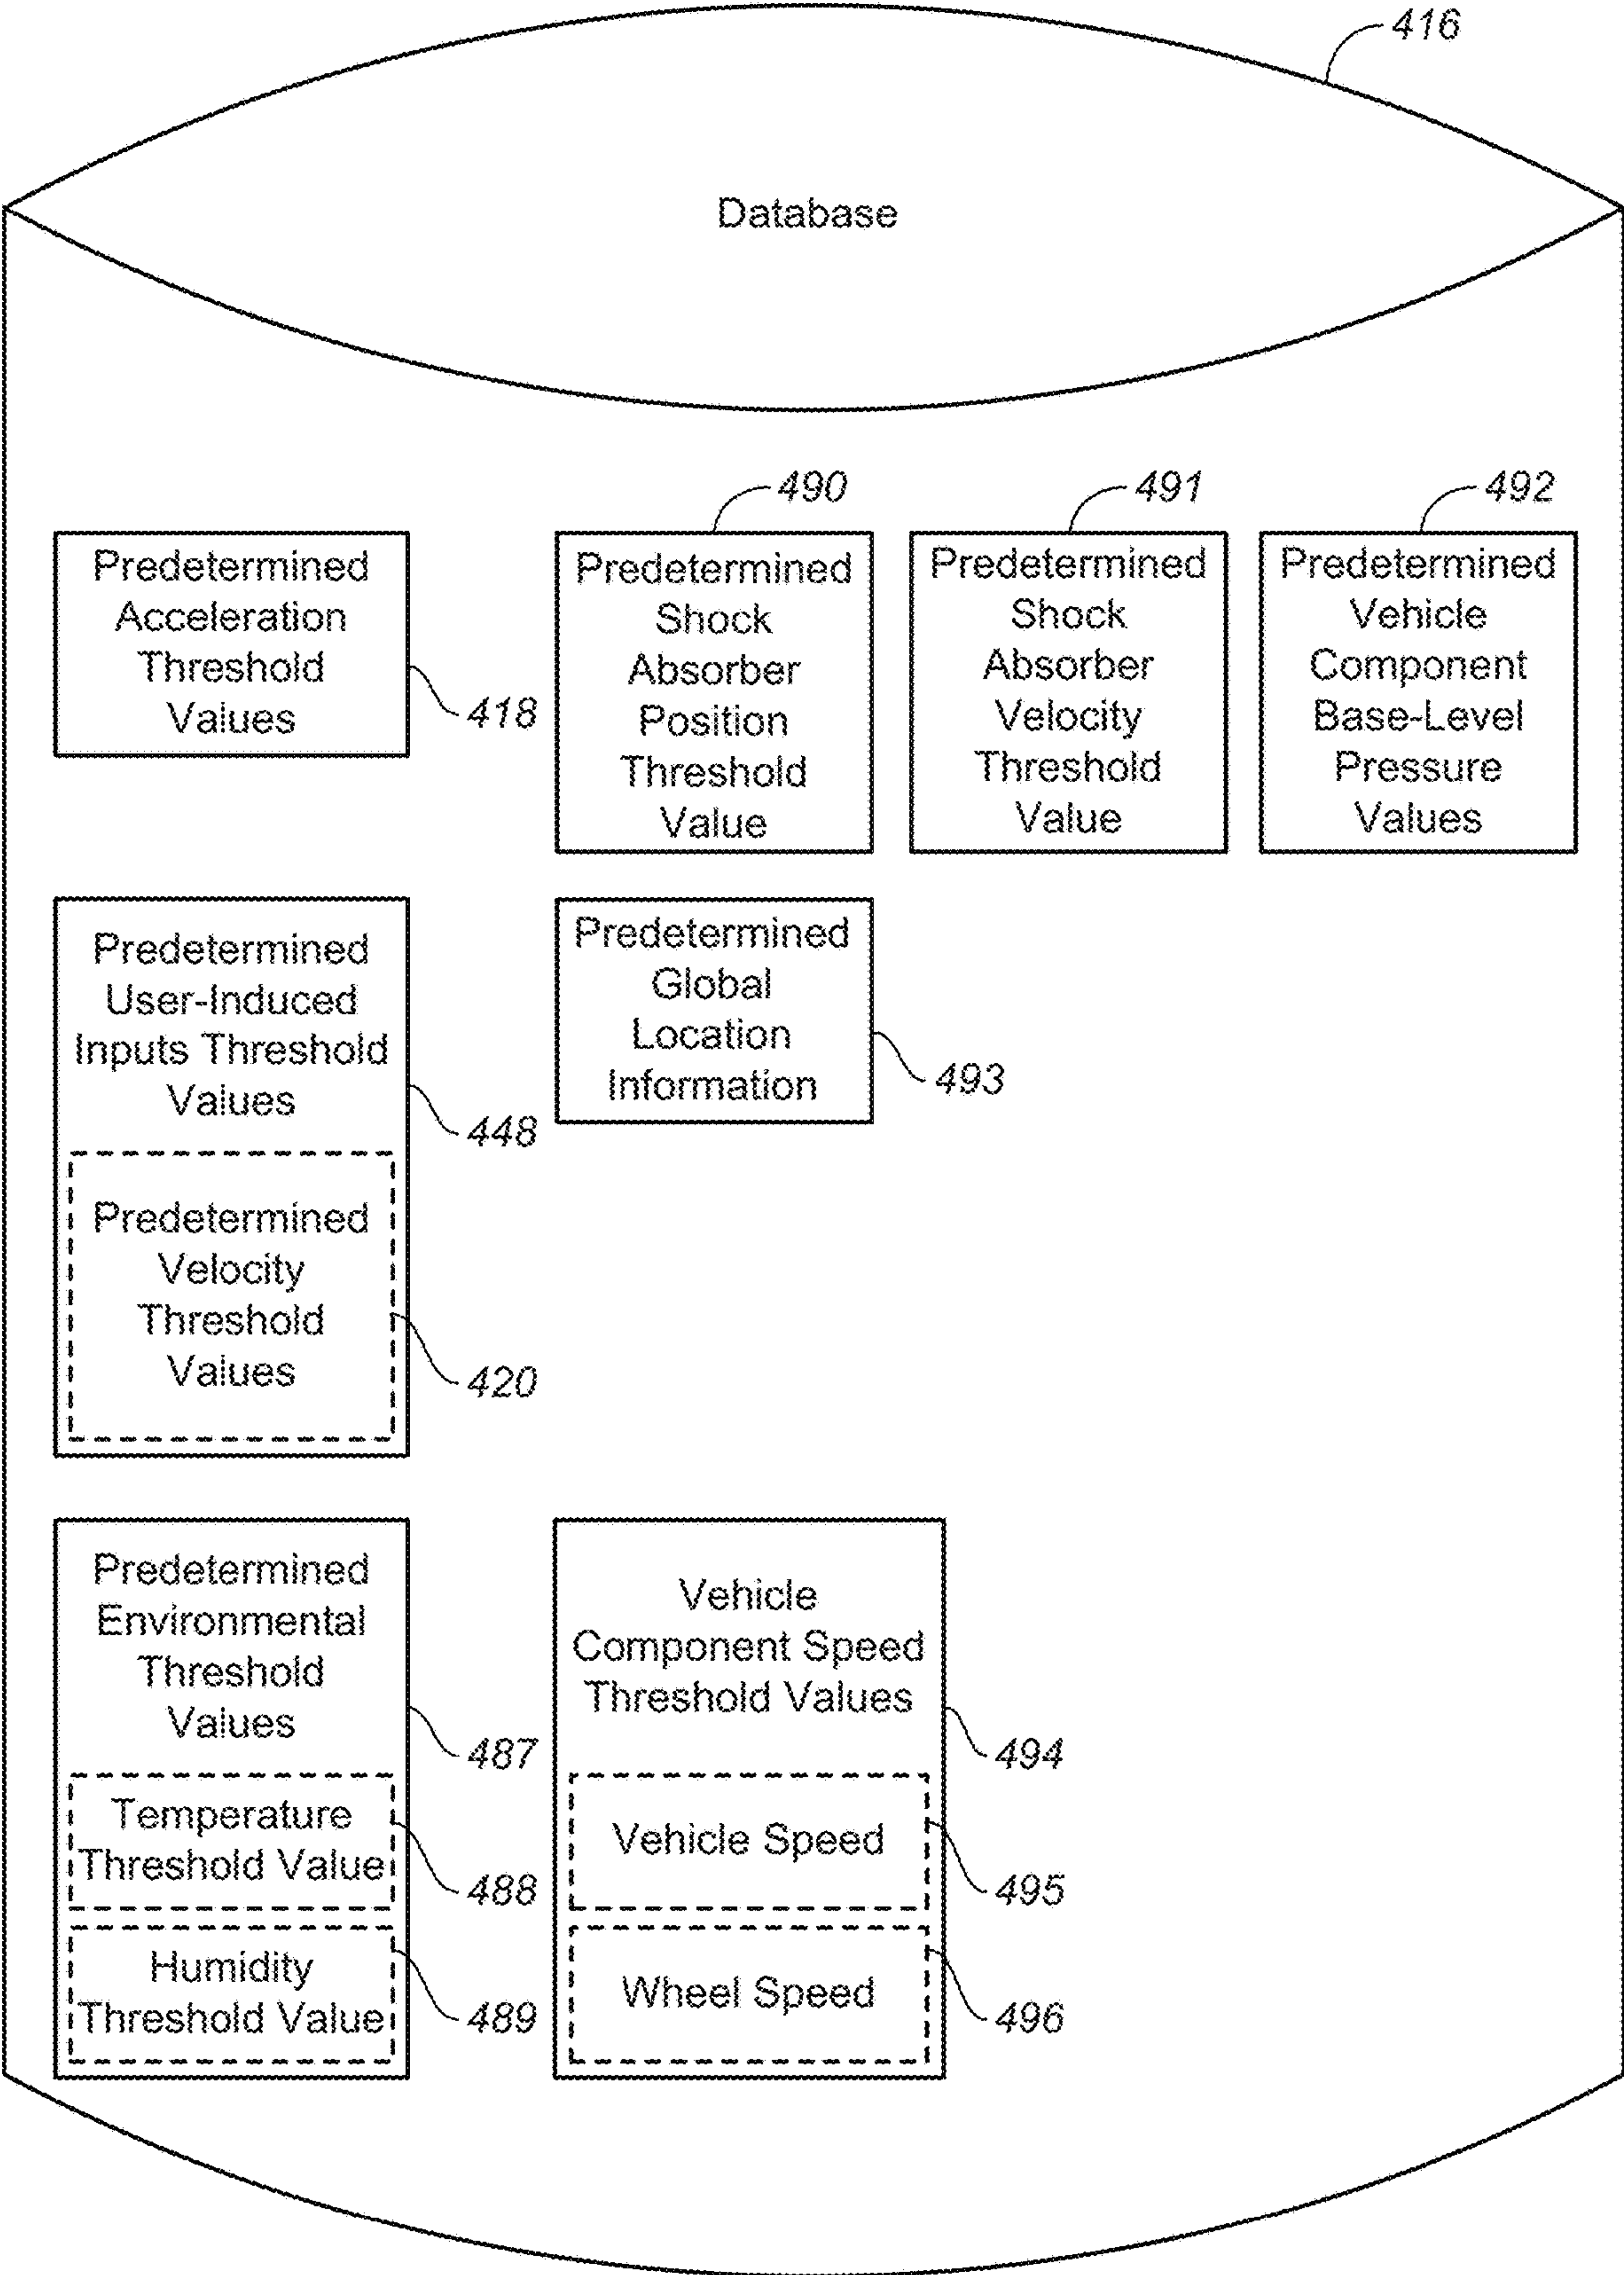 416
Database
Predetermined
Acceleration
Threshold
Values
418
490
Predetermined
Shock
Absorber
Position
Threshold
Value
491
Predetermined
Shock
Absorber
Velocity
Threshold
Value
492
Predetermined
Vehicle
Component
Base-Level
Pressure
Values
Predetermined
User-Induced
Inputs Threshold
Values
448
Predetermined
Velocity
Threshold
Values
420
Predetermined
Global
Location
Information
493
Predetermined
Environmental
Threshold
Values
487
Temperature
Threshold Value
488
Humidity
Threshold Value
489
Vehicle
Component Speed
Threshold Values
494
Vehicle Speed
495
Wheel Speed
496